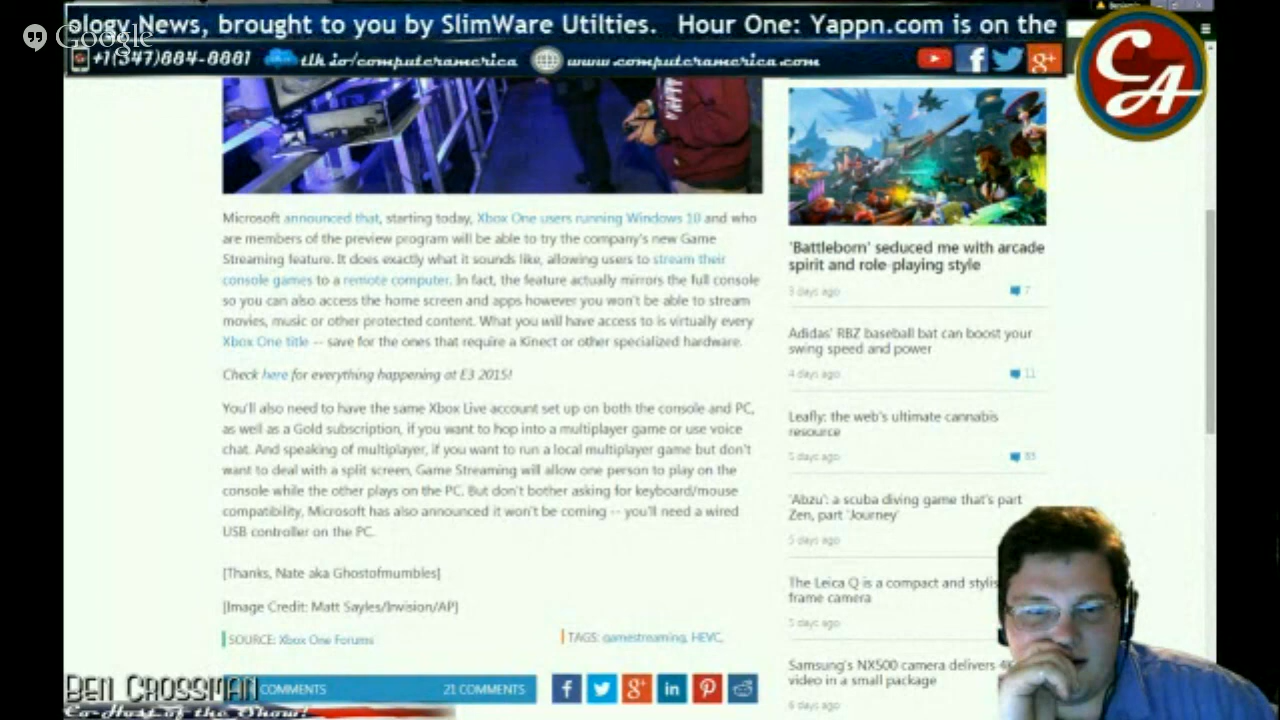 ology News, brought to you by SlimWare Utilties. Hour One: Yappn.com is on the
Google
+1(347)884-8881 tlk.io/computeramerica www.computeramerica.com
CA
Microsoft announced that, starting today, Xbox One users running Windows 10 and who
are members of the preview program will be able to try the company's new Game
Streaming feature. It does exactly what it sounds like, allowing users to stream their
console games to a remote computer. In fact, the feature actually mirrors the full console
so you can also access the home screen and apps however you won't be able to stream
movies, music or other protected content. What you will have access to is virtually every
Xbox One title -- save for the ones that require a Kinect or other specialized hardware.
Check here for everything happening at E3 2015!
You'll also need to have the same Xbox Live account set up on both the console and PC,
as well as a Gold subscription, if you want to hop into a multiplayer game or use voice
chat. And speaking of multiplayer, if you want to run a local multiplayer game but don't
want to deal with a split screen, Game Streaming will allow one person to play on the
console while the other plays on the PC. But don't bother asking for keyboard/mouse
compatibility, Microsoft has also announced it won't be coming -- you'll need a wired
USB controller on the PC.
[Thanks, Nate aka Ghostofmumbles]
[Image Credit: Matt Sayles/Invision/AP]
SOURCE: Xbox One Forums
TAGS: gamestreaming, HEVC,
COMMENTS
21 COMMENTS
'Battleborn' seduced me with arcade
spirit and role-playing style
3 days ago 7
Adidas' RBZ baseball bat can boost your
swing speed and power
4 days ago 11
Leafly: the web's ultimate cannabis
resource
5 days ago
'Abzu': a scuba diving game that's part
Zen, part 'Journey'
5 days ago
The Leica Q is a compact and
frame camera
5 days ago
Samsung's NX500 camera delivers
video in a small package
6 days ago
BEN CROSSMAN
Co-Host of the Show!